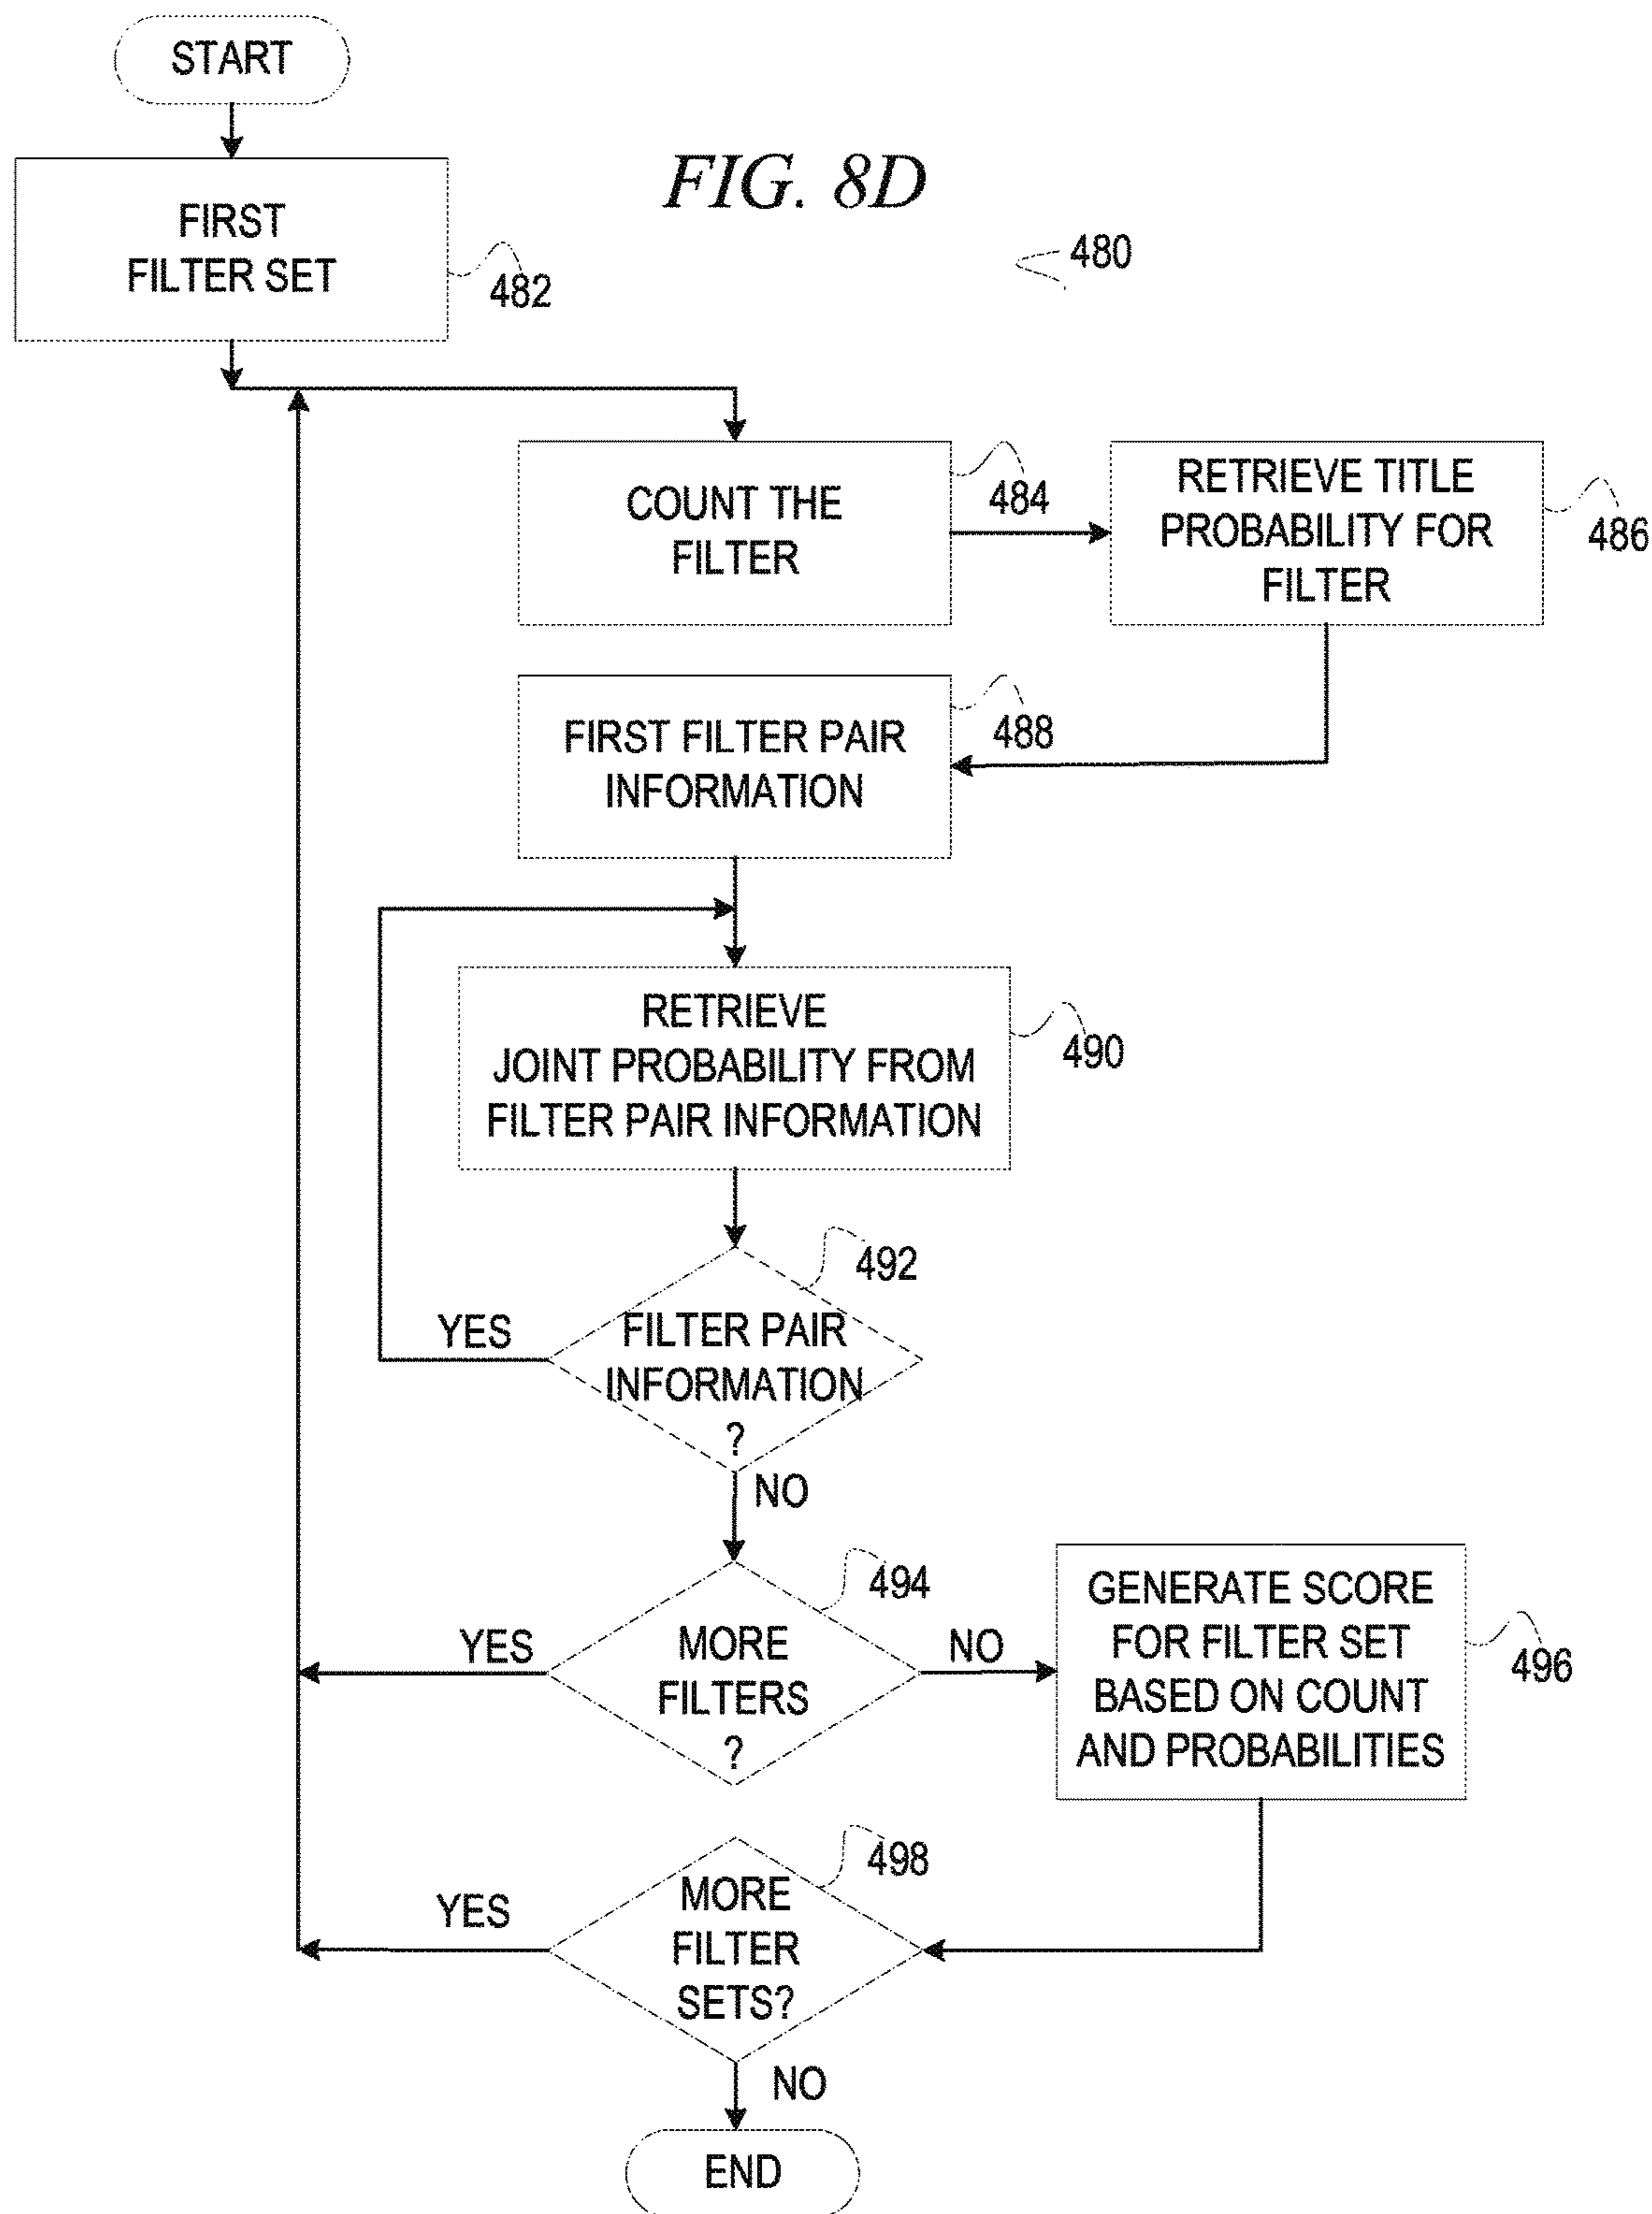 START
FIG. 8D
480
FIRST
FILTER SET
482
COUNT THE
FILTER
484
RETRIEVE TITLE
PROBABILITY FOR
FILTER
486
FIRST FILTER PAIR
INFORMATION
488
RETRIEVE
JOINT PROBABILITY FROM
FILTER PAIR INFORMATION
490
FILTER PAIR
INFORMATION
?
492
YES
NO
MORE
FILTERS
?
494
YES
NO
GENERATE SCORE
FOR FILTER SET
BASED ON COUNT
AND PROBABILITIES
496
MORE
FILTER
SETS?
498
YES
NO
END